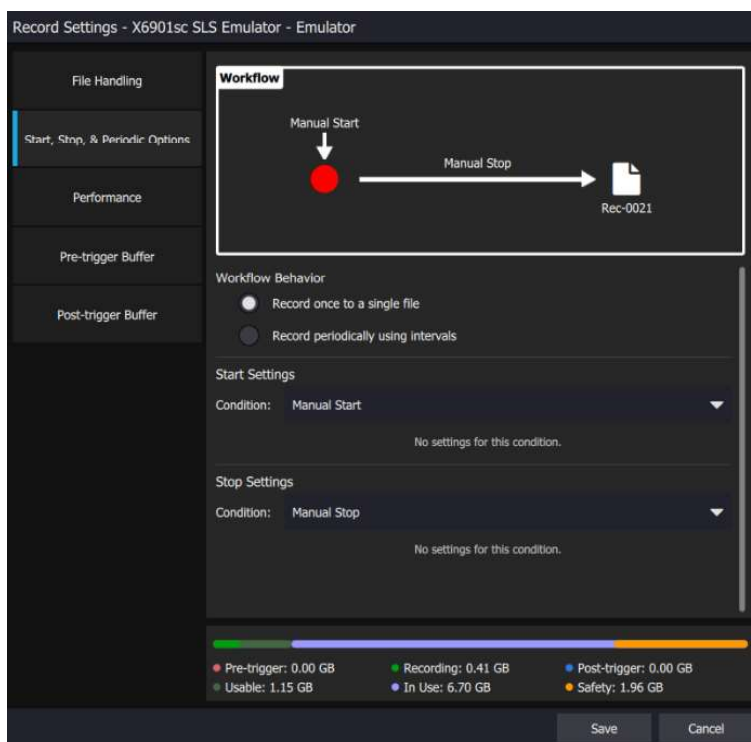 Record Settings - X6901sc SLS Emulator - Emulator
File Handling
Start, Stop, & Periodic Options
Performance
Pre-trigger Buffer
Post-trigger Buffer
Workflow
Manual Start
Manual Stop
Rec-0021
Workflow Behavior
Record once to a single file
Record periodically using intervals
Start Settings
Condition: Manual Start
No settings for this condition.
Stop Settings
Condition: Manual Stop
No settings for this condition.
Pre-trigger: 0.00 GB Recording: 0.41 GB Post-trigger: 0.00 GB
Usable: 1.15 GB In Use: 6.70 GB Safety: 1.96 GB
Save Cancel